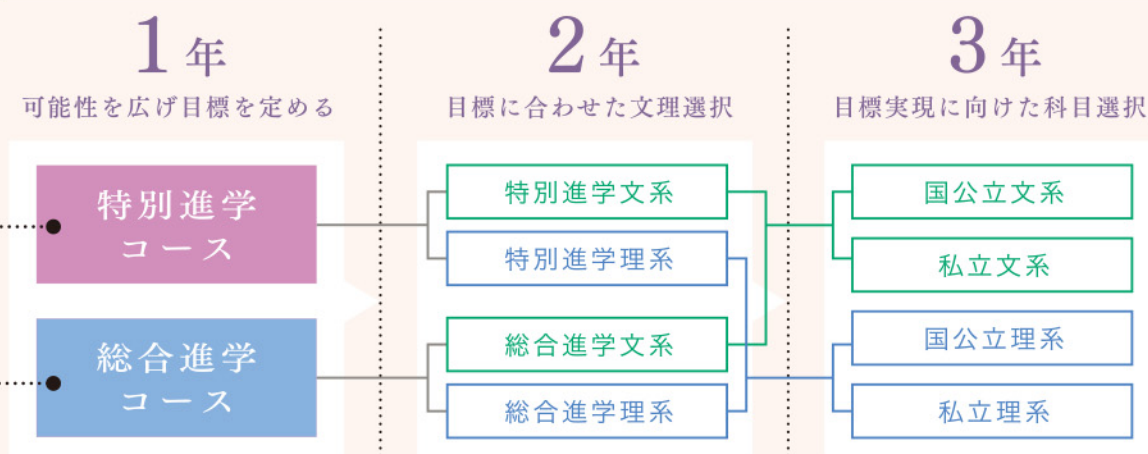 1年
可能性を広げ目標を定める
特別進学
コース
総合進学
コース
2年
目標に合わせた文理選択
特別進学文系
特別進学理系
総合進学文系
総合進学理系
3年
目標実現に向けた科目選択
国公立文系
私立文系
国公立理系
私立理系